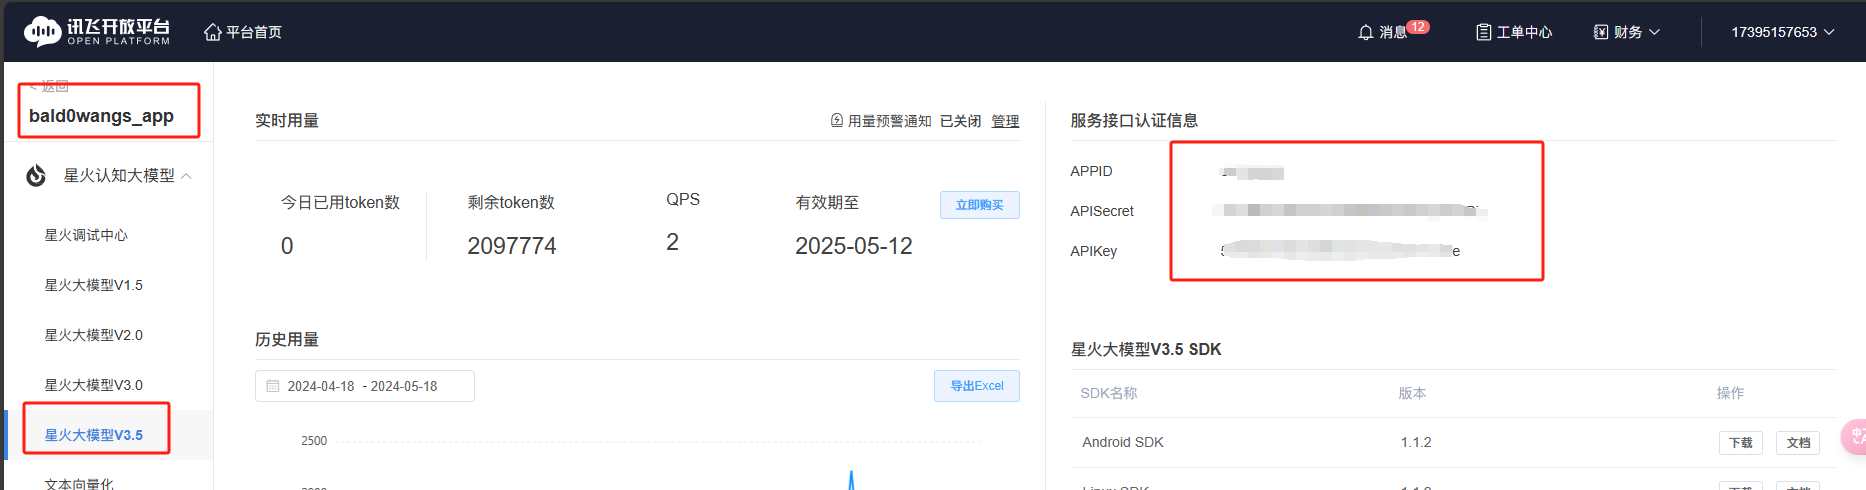 讯飞开放平台
OPEN PLATFORM
平台首页
消息 12
工单中心
财务
17395157653
< 返回
bald0wangs_app
星火认知大模型
星火调试中心
星火大模型V1.5
星火大模型V2.0
星火大模型V3.0
星火大模型V3.5
文本向量化
实时用量
用量预警通知 已关闭 管理
今日已用token数
0
剩余token数
2097774
QPS
2
有效期至
2025-05-12
立即购买
历史用量
2024-04-18 - 2024-05-18
导出Excel
2500
服务接口认证信息
APPID
APISecret
APIKey
星火大模型V3.5 SDK
SDK名称 版本 操作
Android SDK 1.1.2 下载 文档